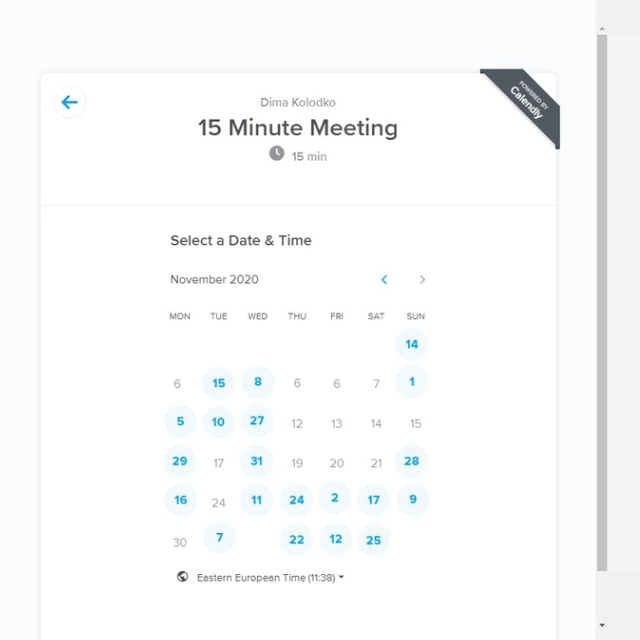 POWERED BY
Calendly
Dima Kolodko
15 Minute Meeting
15 min
Select a Date & Time
November 2020
MON TUE WED THU FRI SAT SUN
14
6 15 8 6 6 7 1
5 10 27 12 13 14 15
29 17 31 19 20 21 28
16 24 11 24 2 17 9
30 7 22 12 25
Eastern European Time (11:38)